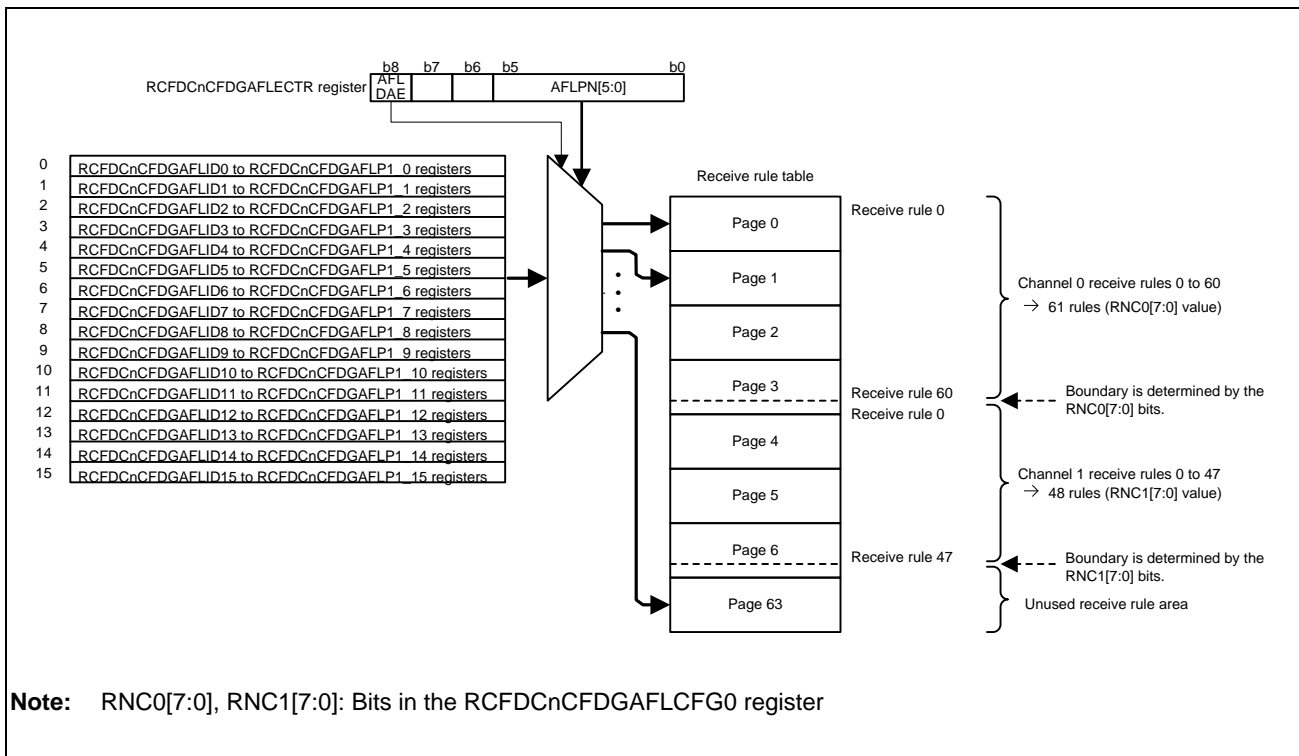 b8 b7 b6 b5 b0
RCFDCnCFDGAFLECTR register AFL DAE AFLPN[5:0]
0 RCFDCnCFDGAFLID0 to RCFDCnCFDGAFLP1_0 registers
1 RCFDCnCFDGAFLID1 to RCFDCnCFDGAFLP1_1 registers
2 RCFDCnCFDGAFLID2 to RCFDCnCFDGAFLP1_2 registers
3 RCFDCnCFDGAFLID3 to RCFDCnCFDGAFLP1_3 registers
4 RCFDCnCFDGAFLID4 to RCFDCnCFDGAFLP1_4 registers
5 RCFDCnCFDGAFLID5 to RCFDCnCFDGAFLP1_5 registers
6 RCFDCnCFDGAFLID6 to RCFDCnCFDGAFLP1_6 registers
7 RCFDCnCFDGAFLID7 to RCFDCnCFDGAFLP1_7 registers
8 RCFDCnCFDGAFLID8 to RCFDCnCFDGAFLP1_8 registers
9 RCFDCnCFDGAFLID9 to RCFDCnCFDGAFLP1_9 registers
10 RCFDCnCFDGAFLID10 to RCFDCnCFDGAFLP1_10 registers
11 RCFDCnCFDGAFLID11 to RCFDCnCFDGAFLP1_11 registers
12 RCFDCnCFDGAFLID12 to RCFDCnCFDGAFLP1_12 registers
13 RCFDCnCFDGAFLID13 to RCFDCnCFDGAFLP1_13 registers
14 RCFDCnCFDGAFLID14 to RCFDCnCFDGAFLP1_14 registers
15 RCFDCnCFDGAFLID15 to RCFDCnCFDGAFLP1_15 registers
Receive rule table
Page 0
Page 1
Page 2
Page 3
Page 4
Page 5
Page 6
Page 63
Receive rule 0
Receive rule 60
Receive rule 0
Receive rule 47
Channel 0 receive rules 0 to 60
→ 61 rules (RNC0[7:0] value)
Boundary is determined by the
RNC0[7:0] bits.
Channel 1 receive rules 0 to 47
→ 48 rules (RNC1[7:0] value)
Boundary is determined by the
RNC1[7:0] bits.
Unused receive rule area
Note: RNC0[7:0], RNC1[7:0]: Bits in the RCFDCnCFDGAFLCFG0 register